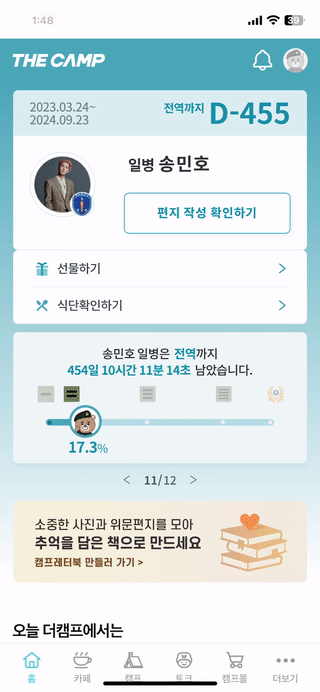 1:48
39
THE CAMP
2023.03.24~
2024.09.23
전역까지 D-455
일병 송민호
편지 작성 확인하기
선물하기
식단확인하기
송민호 일병은 전역까지
454일 10시간 11분 14초 남았습니다.
17.3%
11/12
소중한 사진과 위문편지를 모아
추억을 담은 책으로 만드세요
캠프레터북 만들러 가기 >
오늘 더캠프에서는
홈
카페
캠프
토크
캠프몰
더보기